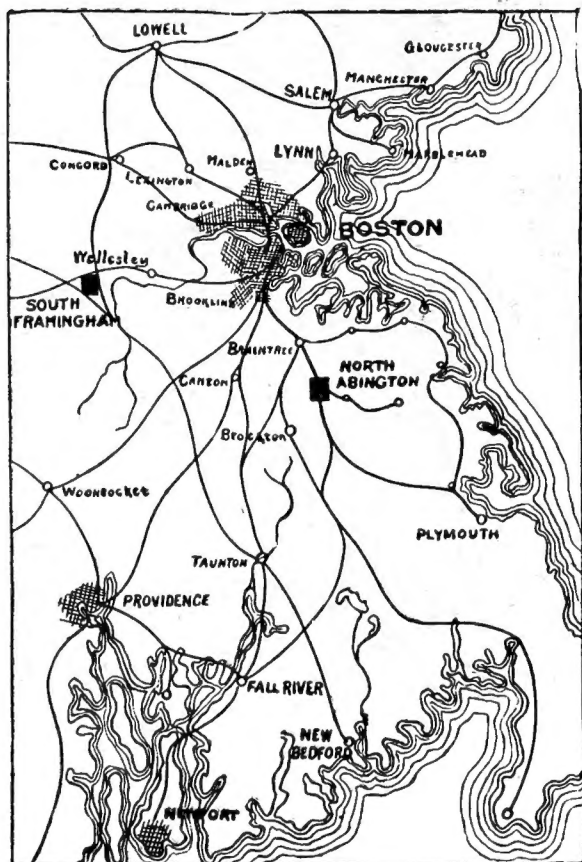 LOWELL
GLOUCESTER
MANCHESTER
SALEM
MARBLEHEAD
LYNN
MALDEN
CONCORD
LEXINGTON
CAMBRIDGE
BOSTON
Wellesley
BROOKLINE
SOUTH
FRAMINGHAM
BRAINTREE
NORTH
ABINGTON
CANTON
BROCKTON
WOONSOCKET
PLYMOUTH
TAUNTON
PROVIDENCE
FALL RIVER
NEW
BEDFORD
NEWPORT